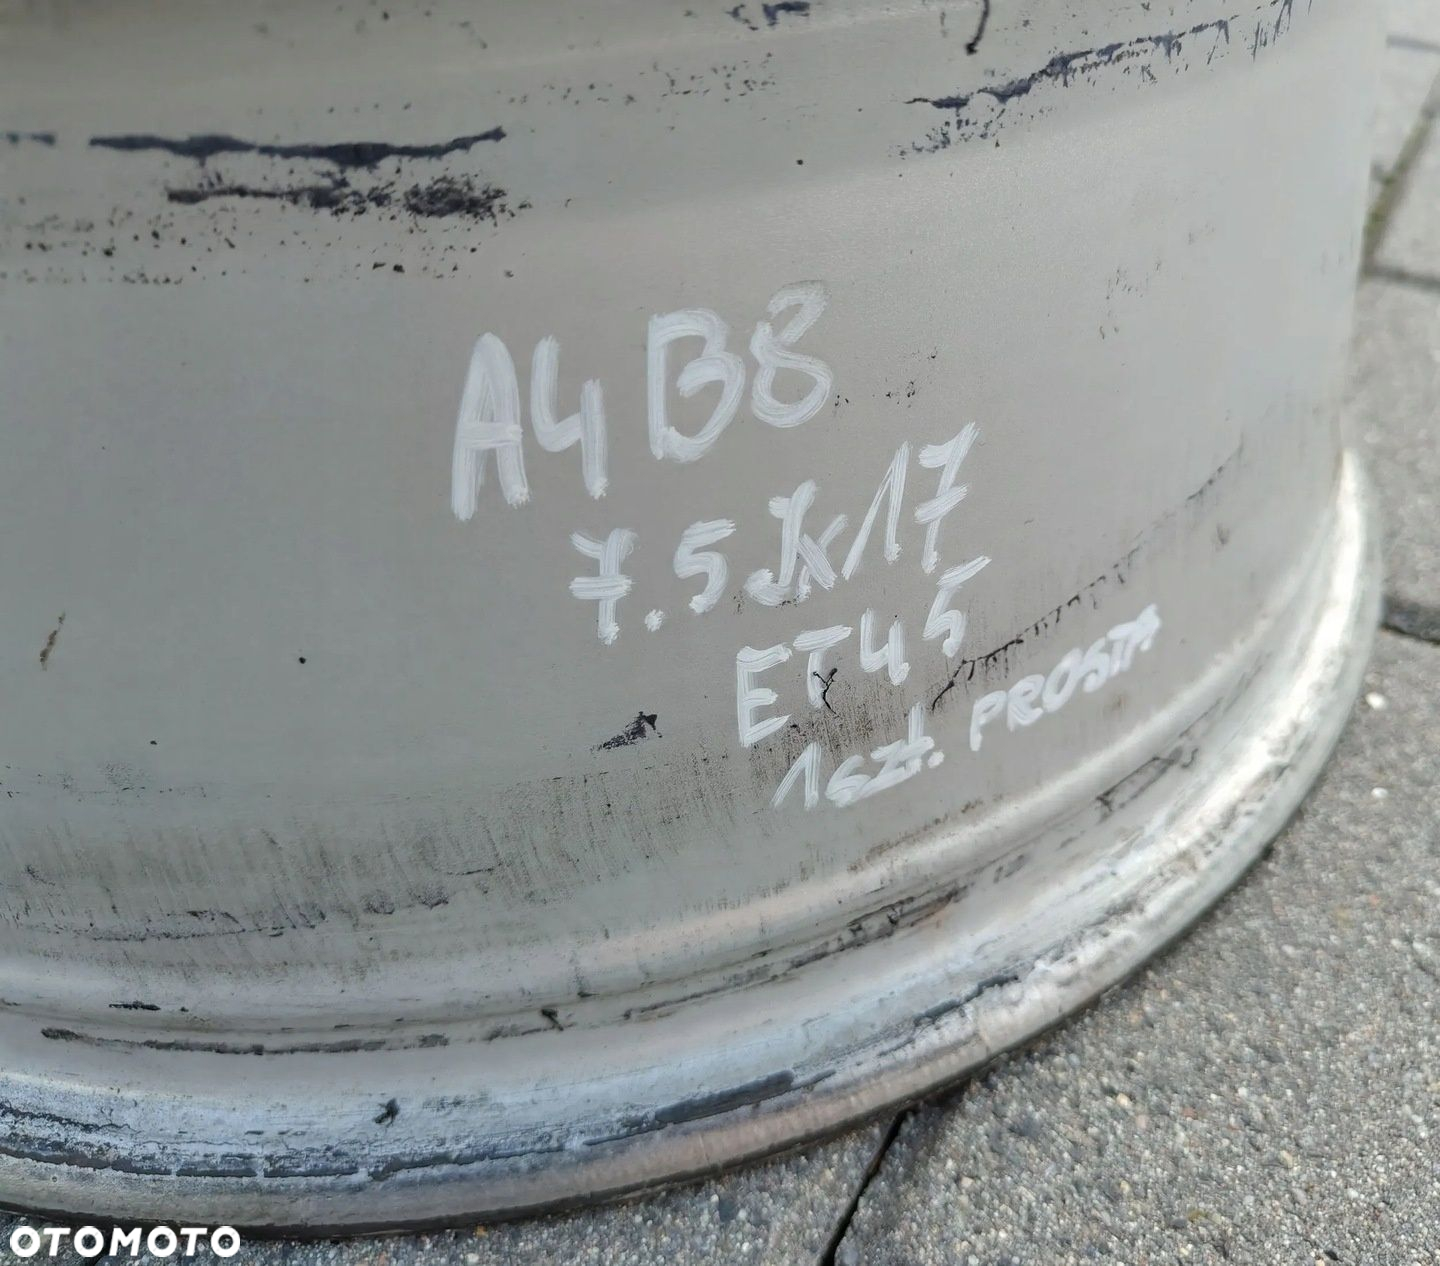 A4 B8
7.5Jx17
ET45
1szt. PROSTA
OTOMOTO